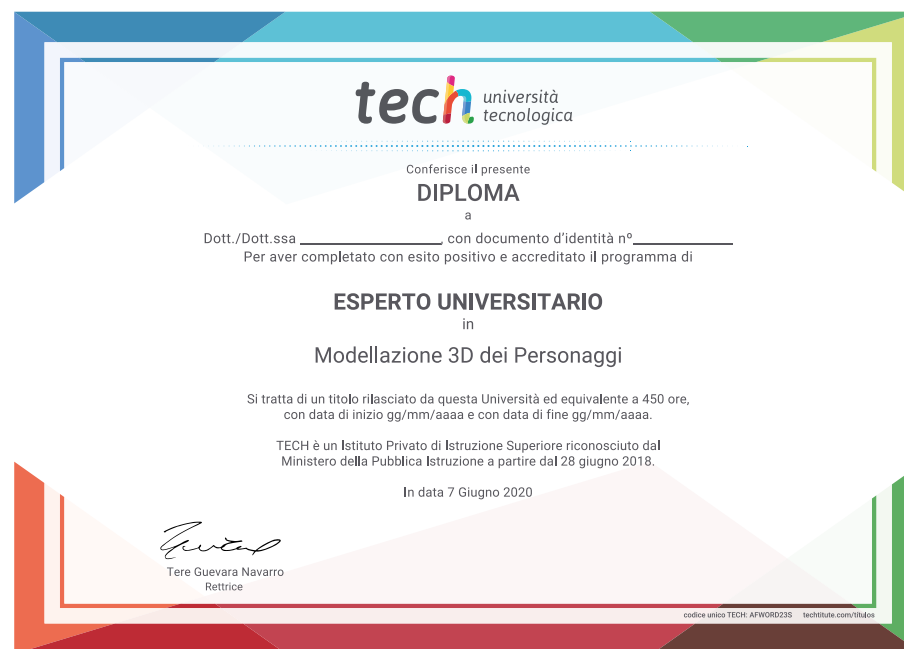 tech università
tecnologica
Conferisce il presente
DIPLOMA
a
Dott./Dott.ssa ____________________, con documento d'identità nº______________
Per aver completato con esito positivo e accreditato il programma di
ESPERTO UNIVERSITARIO
in
Modellazione 3D dei Personaggi
Si tratta di un titolo rilasciato da questa Università ed equivalente a 450 ore,
con data di inizio gg/mm/aaaa e con data di fine gg/mm/aaaa.
TECH è un Istituto Privato di Istruzione Superiore riconosciuto dal
Ministero della Pubblica Istruzione a partire dal 28 giugno 2018.
In data 7 Giugno 2020
Tere Guevara Navarro
Rettrice
codice unico TECH: AFWORD23S techtitute.com/titulos